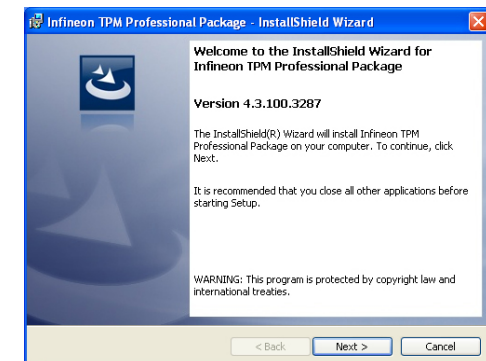 Infineon TPM Professional Package - InstallShield Wizard
Welcome to the InstallShield Wizard for
Infineon TPM Professional Package
Version 4.3.100.3287
The InstallShield(R) Wizard will install Infineon TPM
Professional Package on your computer. To continue, click
Next.
It is recommended that you close all other applications before
starting Setup.
WARNING: This program is protected by copyright law and
international treaties.
< Back Next > Cancel